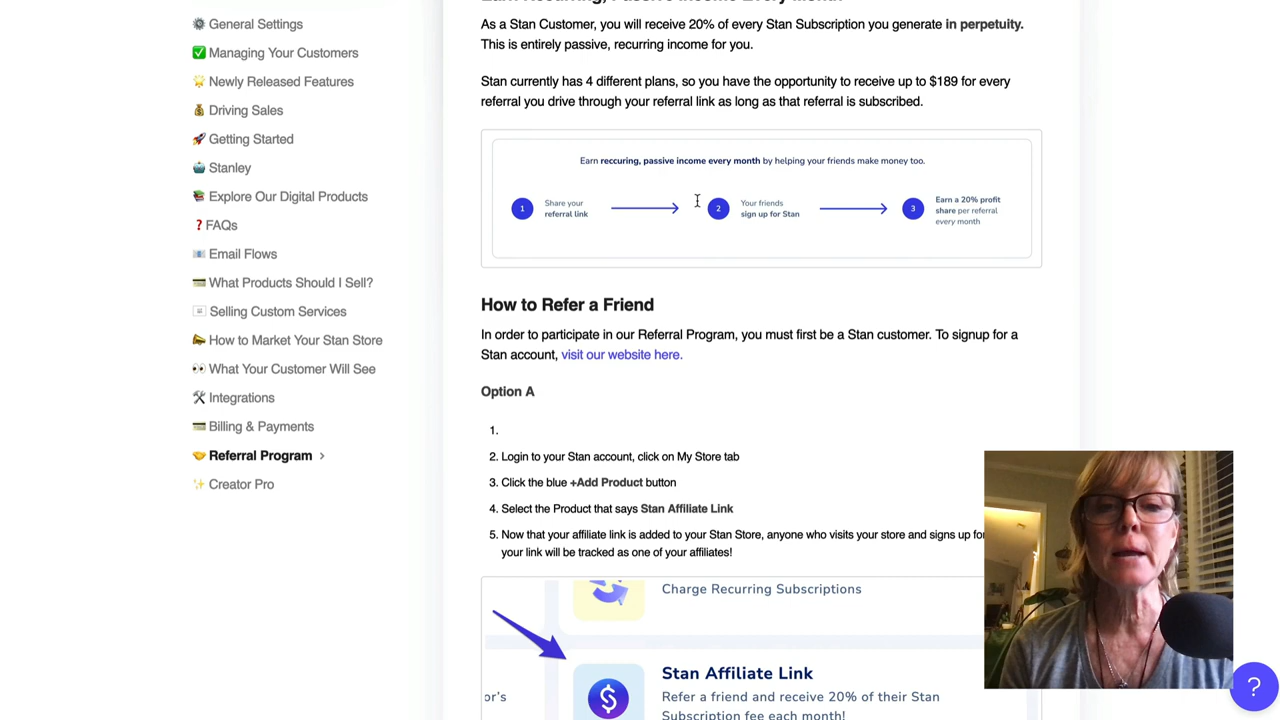 General Settings
Managing Your Customers
Newly Released Features
Driving Sales
Getting Started
Stanley
Explore Our Digital Products
FAQs
Email Flows
What Products Should I Sell?
Selling Custom Services
How to Market Your Stan Store
What Your Customer Will See
Integrations
Billing & Payments
Referral Program
Creator Pro
As a Stan Customer, you will receive 20% of every Stan Subscription you generate in perpetuity.
This is entirely passive, recurring income for you.
Stan currently has 4 different plans, so you have the opportunity to receive up to $189 for every
referral you drive through your referral link as long as that referral is subscribed.
Earn reccuring, passive income every month by helping your friends make money too.
1
Share your
referral link
2
Your friends
sign up for Stan
3
Earn a 20% profit
share per referral
every month
How to Refer a Friend
In order to participate in our Referral Program, you must first be a Stan customer. To signup for a
Stan account, visit our website here.
Option A
1.
2. Login to your Stan account, click on My Store tab
3. Click the blue +Add Product button
4. Select the Product that says Stan Affiliate Link
5. Now that your affiliate link is added to your Stan Store, anyone who visits your store and signs up for
your link will be tracked as one of your affiliates!
Charge Recurring Subscriptions
or's
Stan Affiliate Link
$
Refer a friend and receive 20% of their Stan
Subscription fee each month!
?